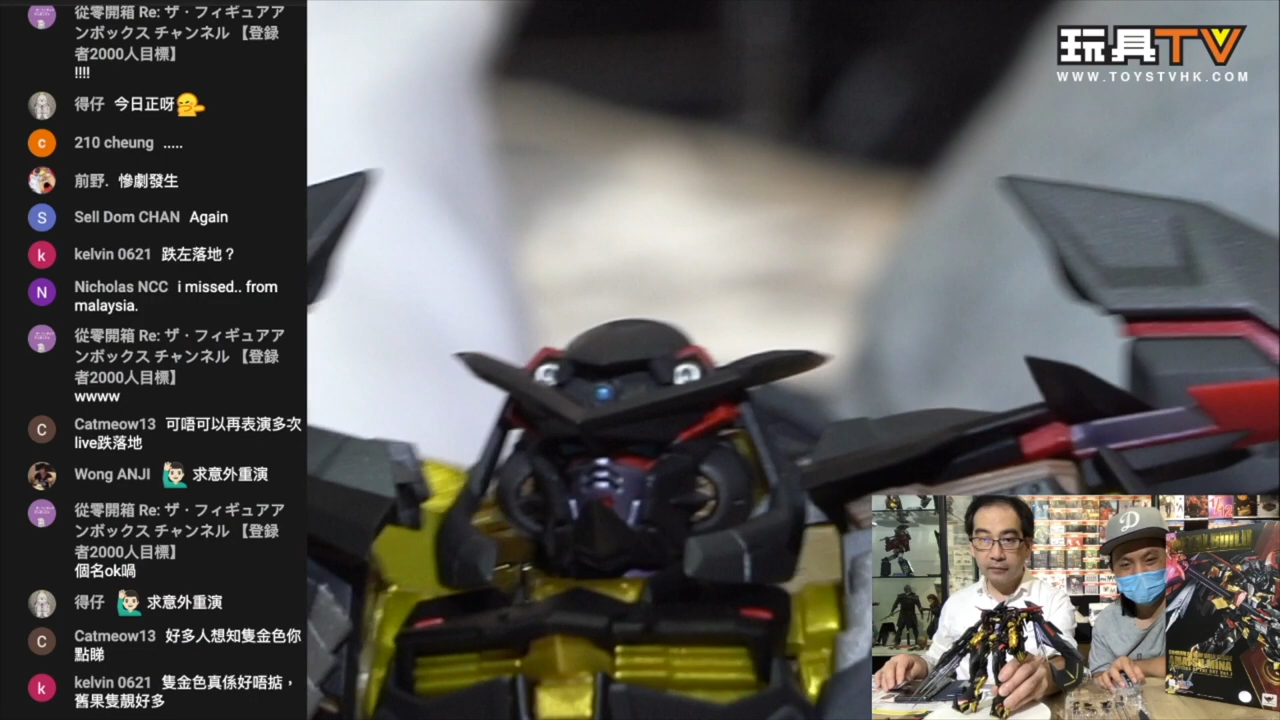 從零開箱 Re: ザ・フィギュアア
ンボックス チャンネル 【登録
者2000人目標】
!!!!
得仔 今日正呀
C 210 cheung .....
前野. 慘劇發生
S Sell Dom CHAN Again
k kelvin 0621 跌左落地？
N Nicholas NCC i missed.. from
malaysia.
從零開箱 Re: ザ・フィギュアア
ンボックス チャンネル 【登録
者2000人目標】
wwww
C Catmeow13 可唔可以再表演多次
live跌落地
Wong ANJI 求意外重演
從零開箱 Re: ザ・フィギュアア
ンボックス チャンネル 【登録
者2000人目標】
個名ok喎
得仔 求意外重演
C Catmeow13 好多人想知隻金色你
點睇
k kelvin 0621 隻金色真係好唔掂，
舊果隻靚好多
玩具TV
WWW.TOYSTVHK.COM
D
AMATSU MINA